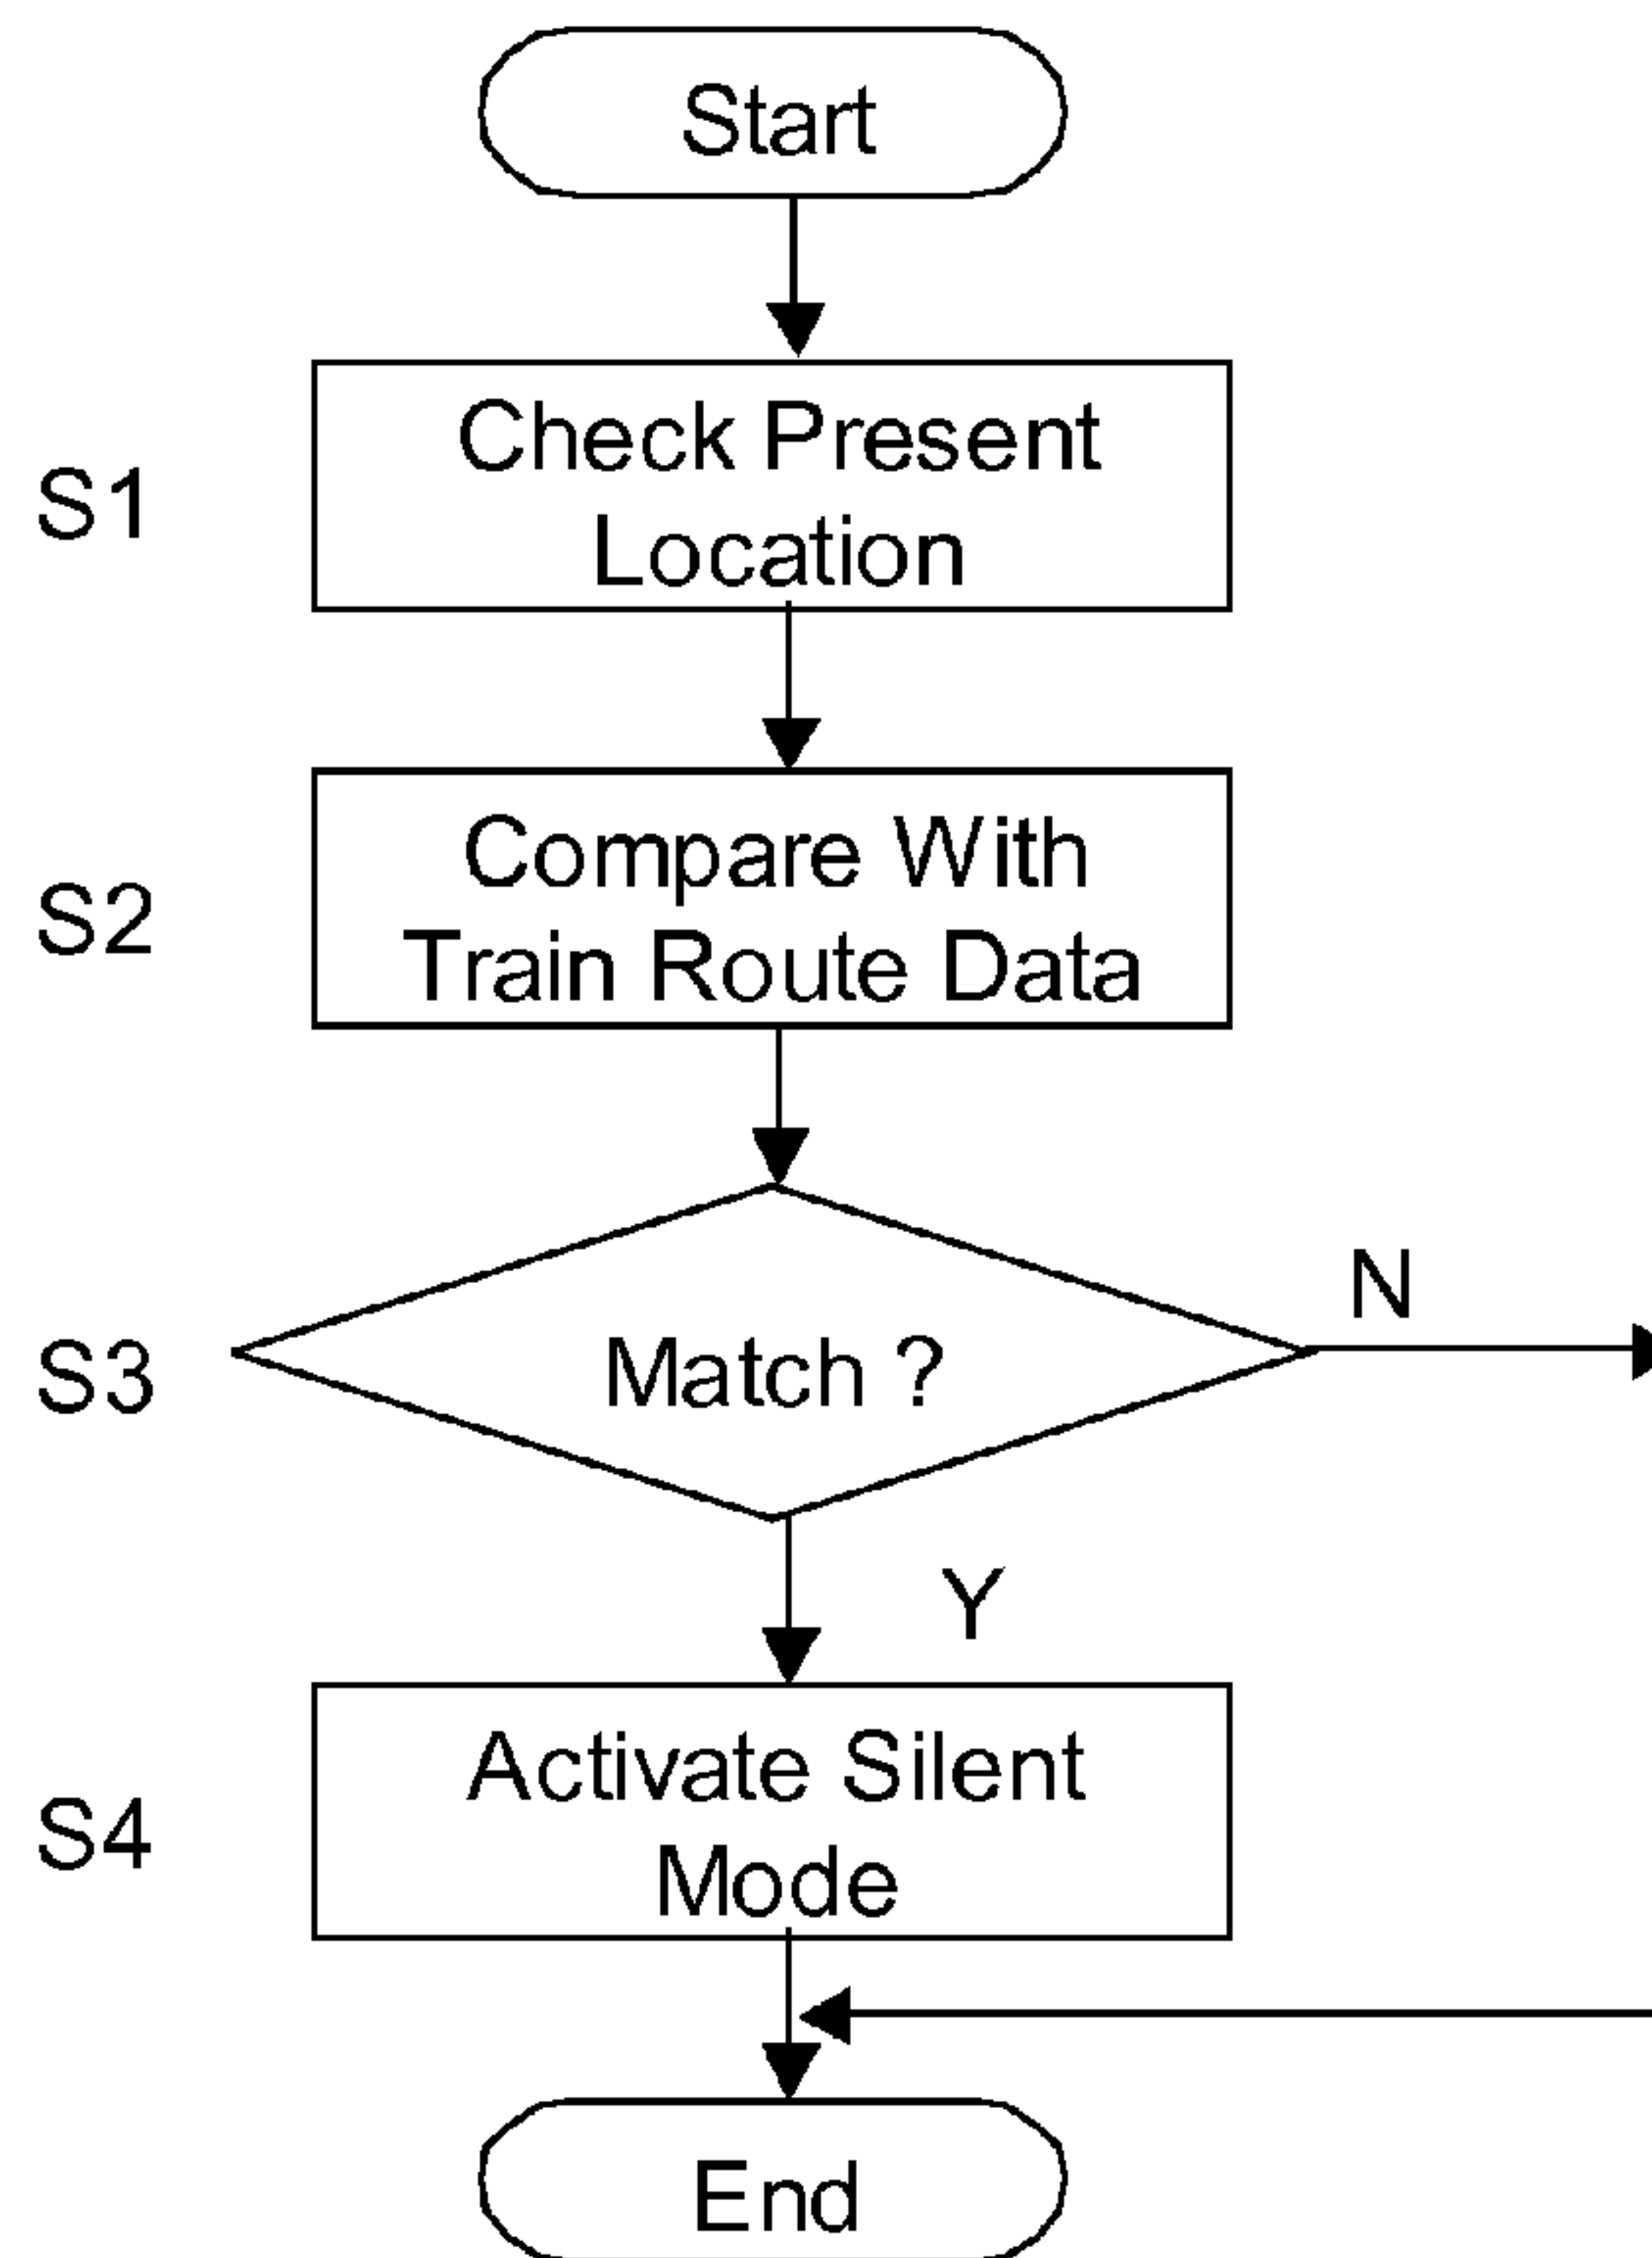 Start
S1
Check Present
Location
S2
Compare With
Train Route Data
S3
Match ?
N
Y
S4
Activate Silent
Mode
End